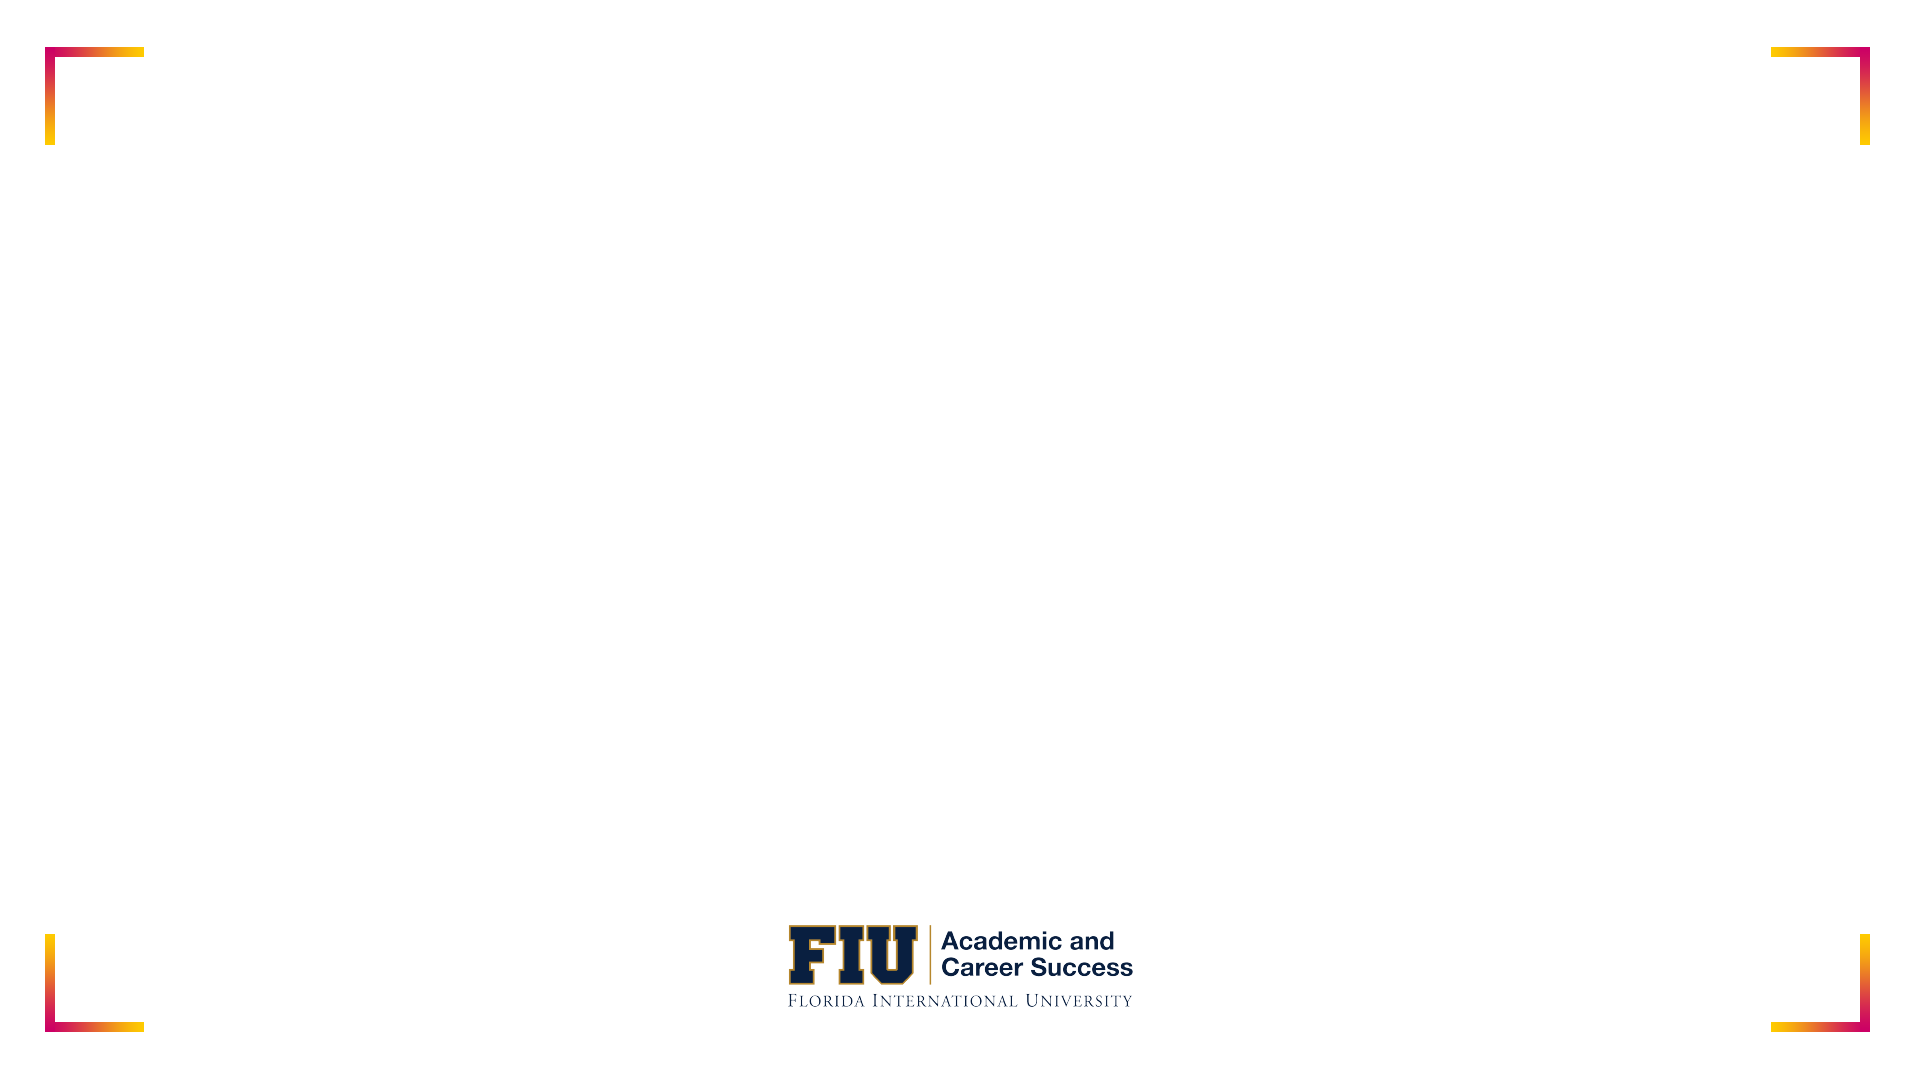 FIU
Academic and
Career Success
FLORIDA INTERNATIONAL UNIVERSITY